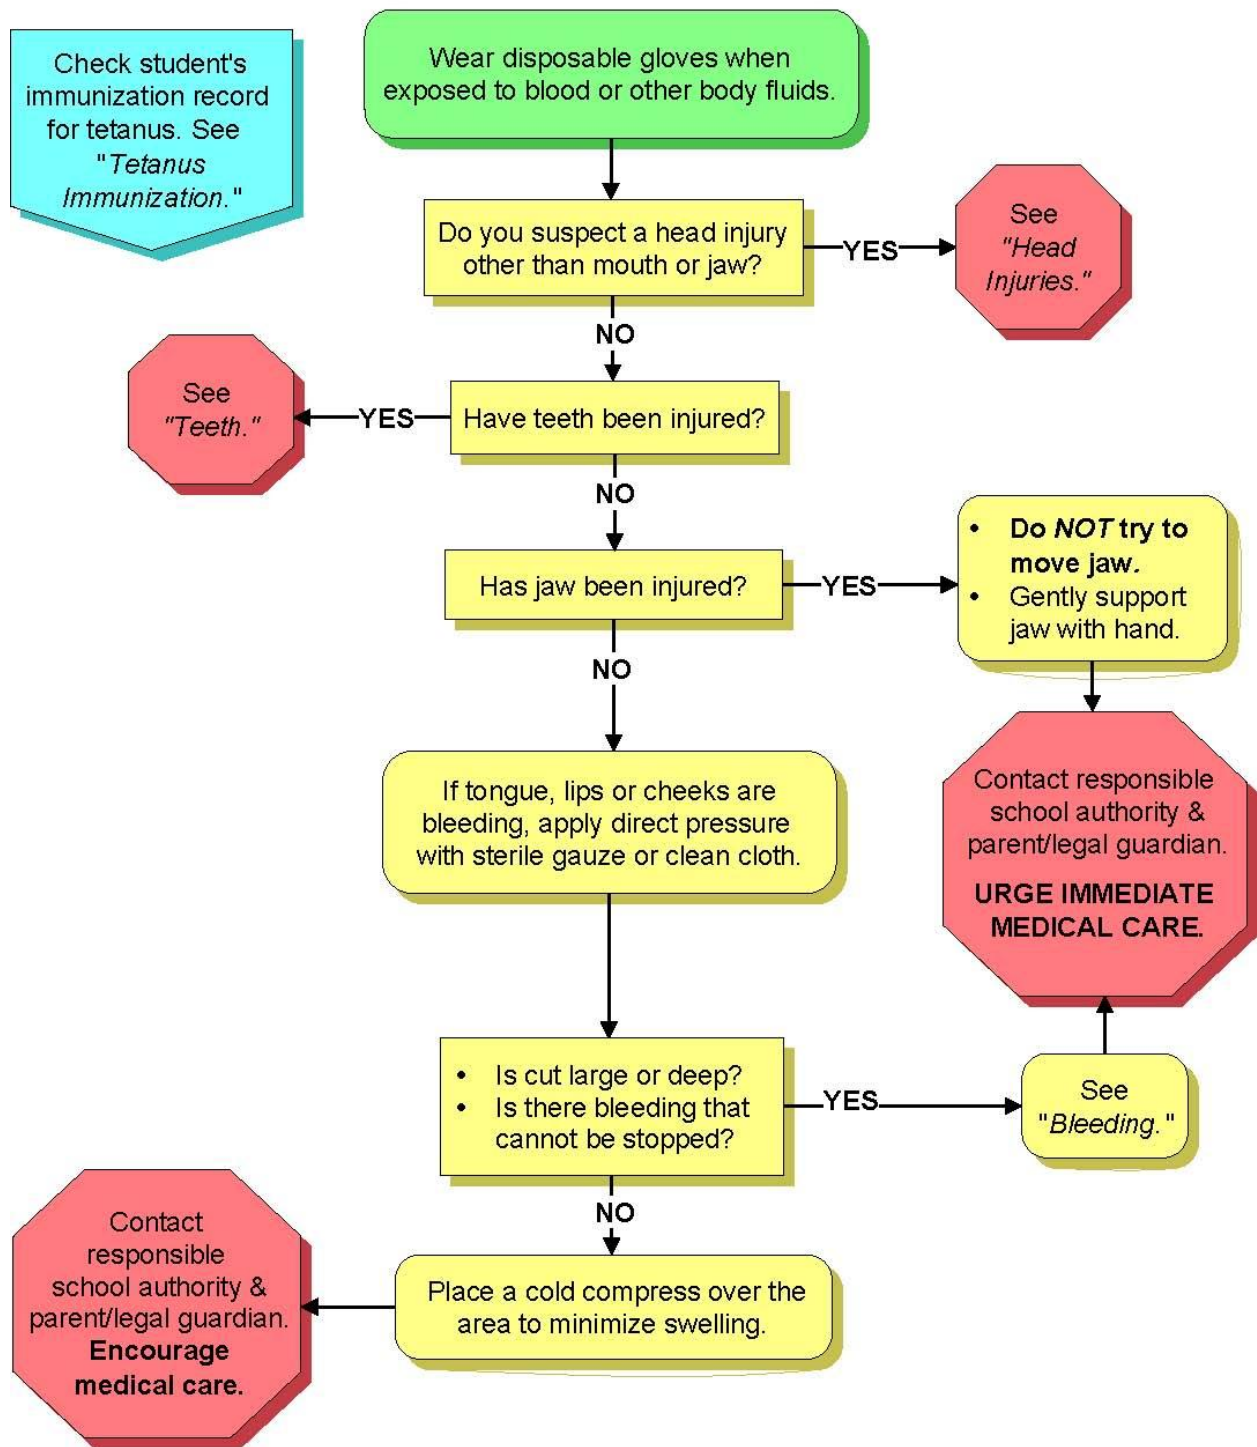 Check student's
immunization record
for tetanus. See
"Tetanus
Immunization."
Wear disposable gloves when
exposed to blood or other body fluids.
Do you suspect a head injury
other than mouth or jaw?
YES
See
"Head
Injuries."
NO
See
"Teeth."
YES
Have teeth been injured?
NO
Has jaw been injured?
YES
• Do NOT try to
move jaw.
• Gently support
jaw with hand.
NO
If tongue, lips or cheeks are
bleeding, apply direct pressure
with sterile gauze or clean cloth.
Contact responsible
school authority &
parent/legal guardian.
URGE IMMEDIATE
MEDICAL CARE.
• Is cut large or deep?
• Is there bleeding that
cannot be stopped?
YES
See
"Bleeding."
NO
Place a cold compress over the
area to minimize swelling.
Contact
responsible
school authority &
parent/legal guardian.
Encourage
medical care.